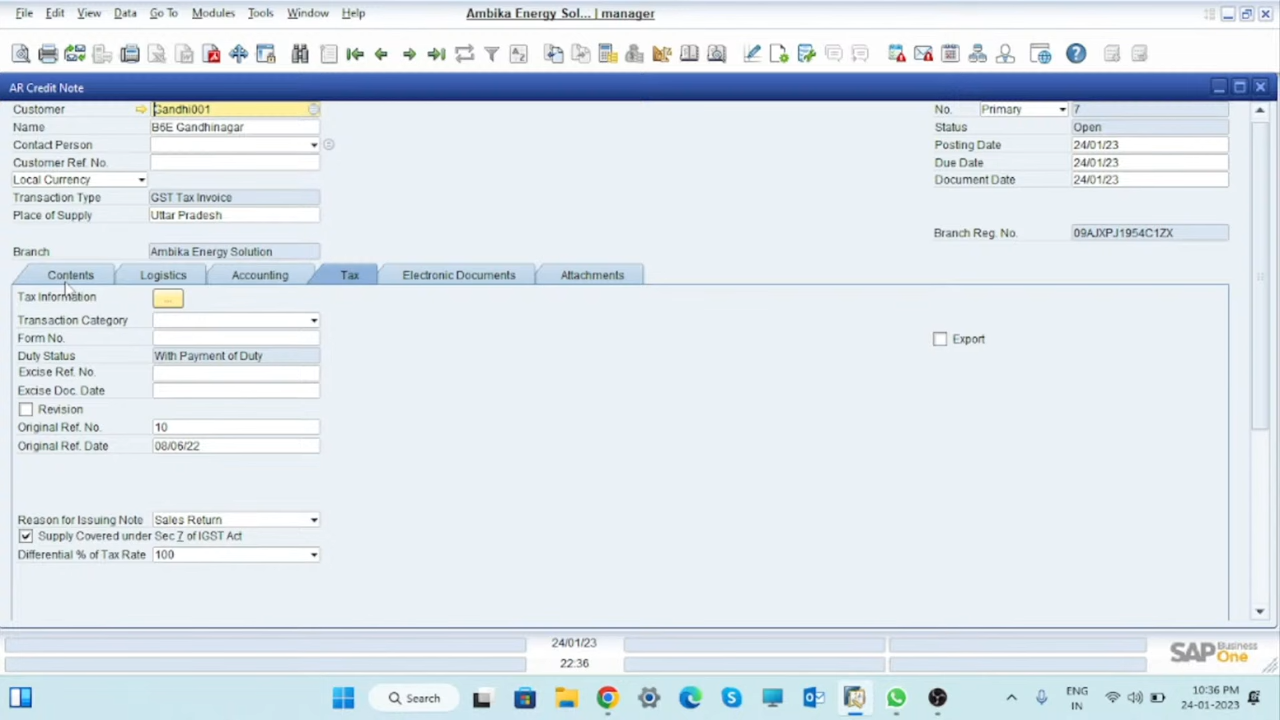 File Edit View Data Go To Modules Tools Window Help
Ambika Energy Sol... | manager
AR Credit Note
Customer Gandhi001
Name B6E Gandhinagar
Contact Person
Customer Ref. No.
Local Currency
Transaction Type GST Tax Invoice
Place of Supply Uttar Pradesh
Branch Ambika Energy Solution
No. Primary 7
Status Open
Posting Date 24/01/23
Due Date 24/01/23
Document Date 24/01/23
Branch Reg. No. 09AJXPJ1954C1ZX
Contents Logistics Accounting Tax Electronic Documents Attachments
Tax Information ...
Transaction Category
Form No.
Export
Duty Status With Payment of Duty
Excise Ref. No.
Excise Doc. Date
Revision
Original Ref. No. 10
Original Ref. Date 08/06/22
Reason for Issuing Note Sales Return
Supply Covered under Sec 7 of IGST Act
Differential % of Tax Rate 100
24/01/23
22:36
SAP Business One
Search
ENG
IN
10:36 PM
24-01-2023